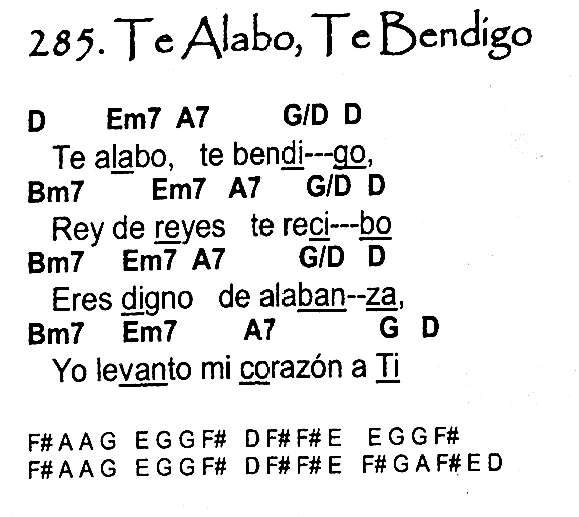 285. Te Alabo, Te Bendigo
D Em7 A7 G/D D
Te alabo, te bendi---go,
Bm7 Em7 A7 G/D D
Rey de reyes te reci---bo
Bm7 Em7 A7 G/D D
Eres digno de alaban--za,
Bm7 Em7 A7 G D
Yo levanto mi corazón a Ti
F# A A G E G G F# D F# F# E E G G F#
F# A A G E G G F# D F# F# E F# G A F# E D